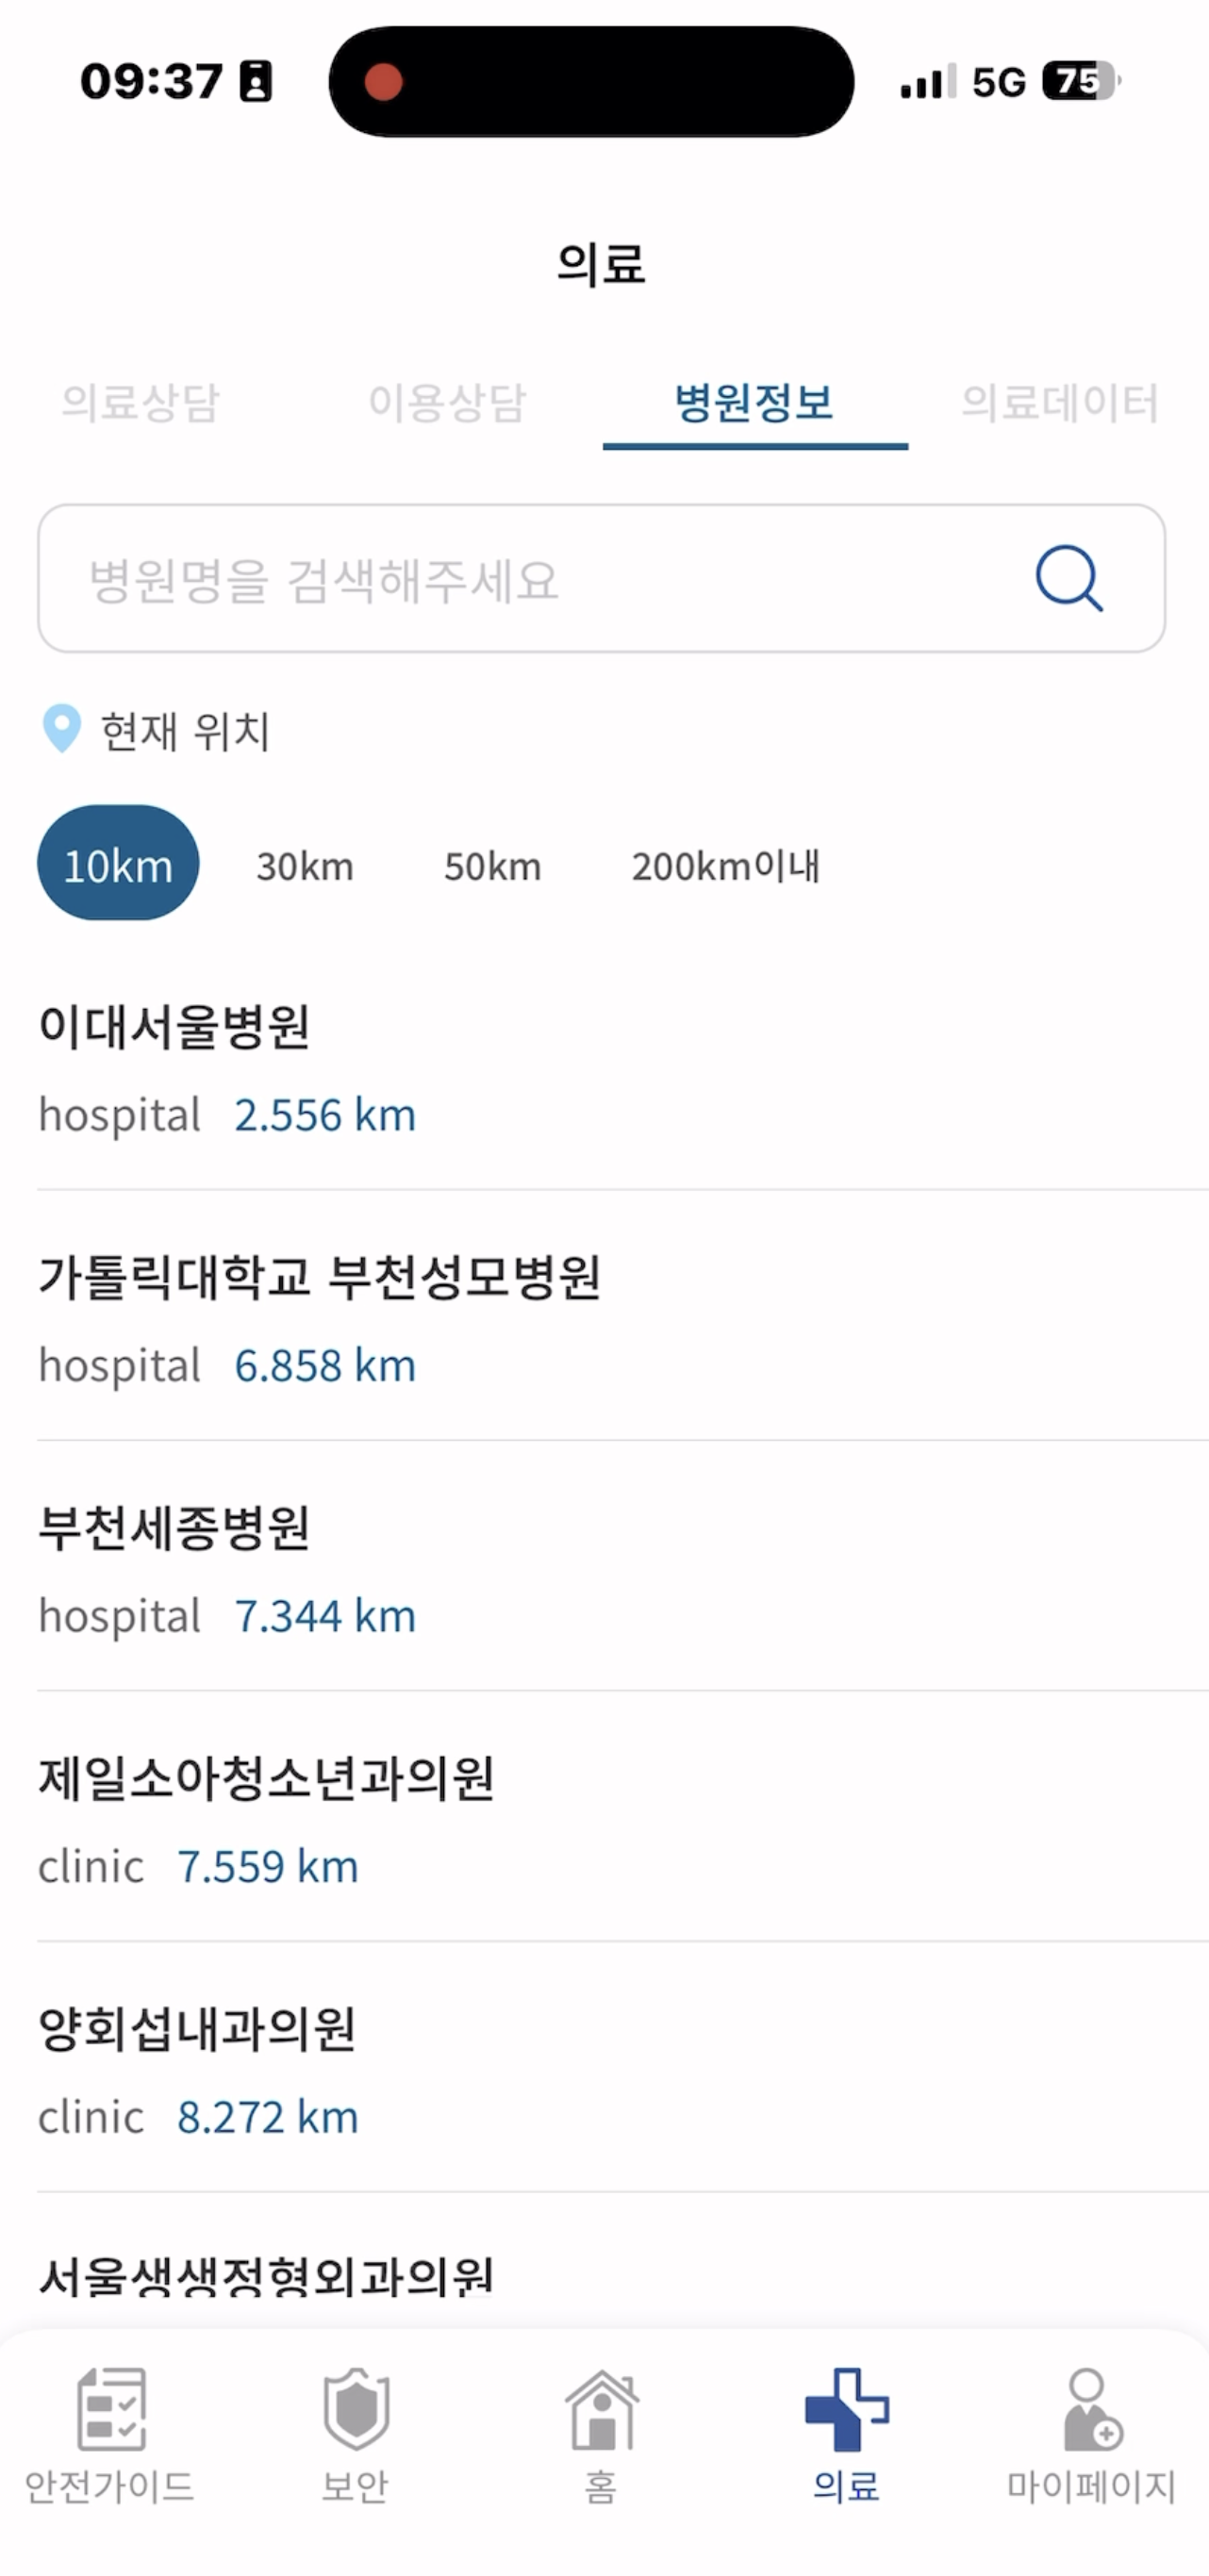 09:37
5G 75
의료
의료상담 이용상담 병원정보 의료데이터
병원명을 검색해주세요
현재 위치
10km 30km 50km 200km이내
이대서울병원
hospital 2.556 km
가톨릭대학교 부천성모병원
hospital 6.858 km
부천세종병원
hospital 7.344 km
제일소아청소년과의원
clinic 7.559 km
양회섭내과의원
clinic 8.272 km
서울생생정형외과의원
안전가이드 보안 홈 의료 마이페이지